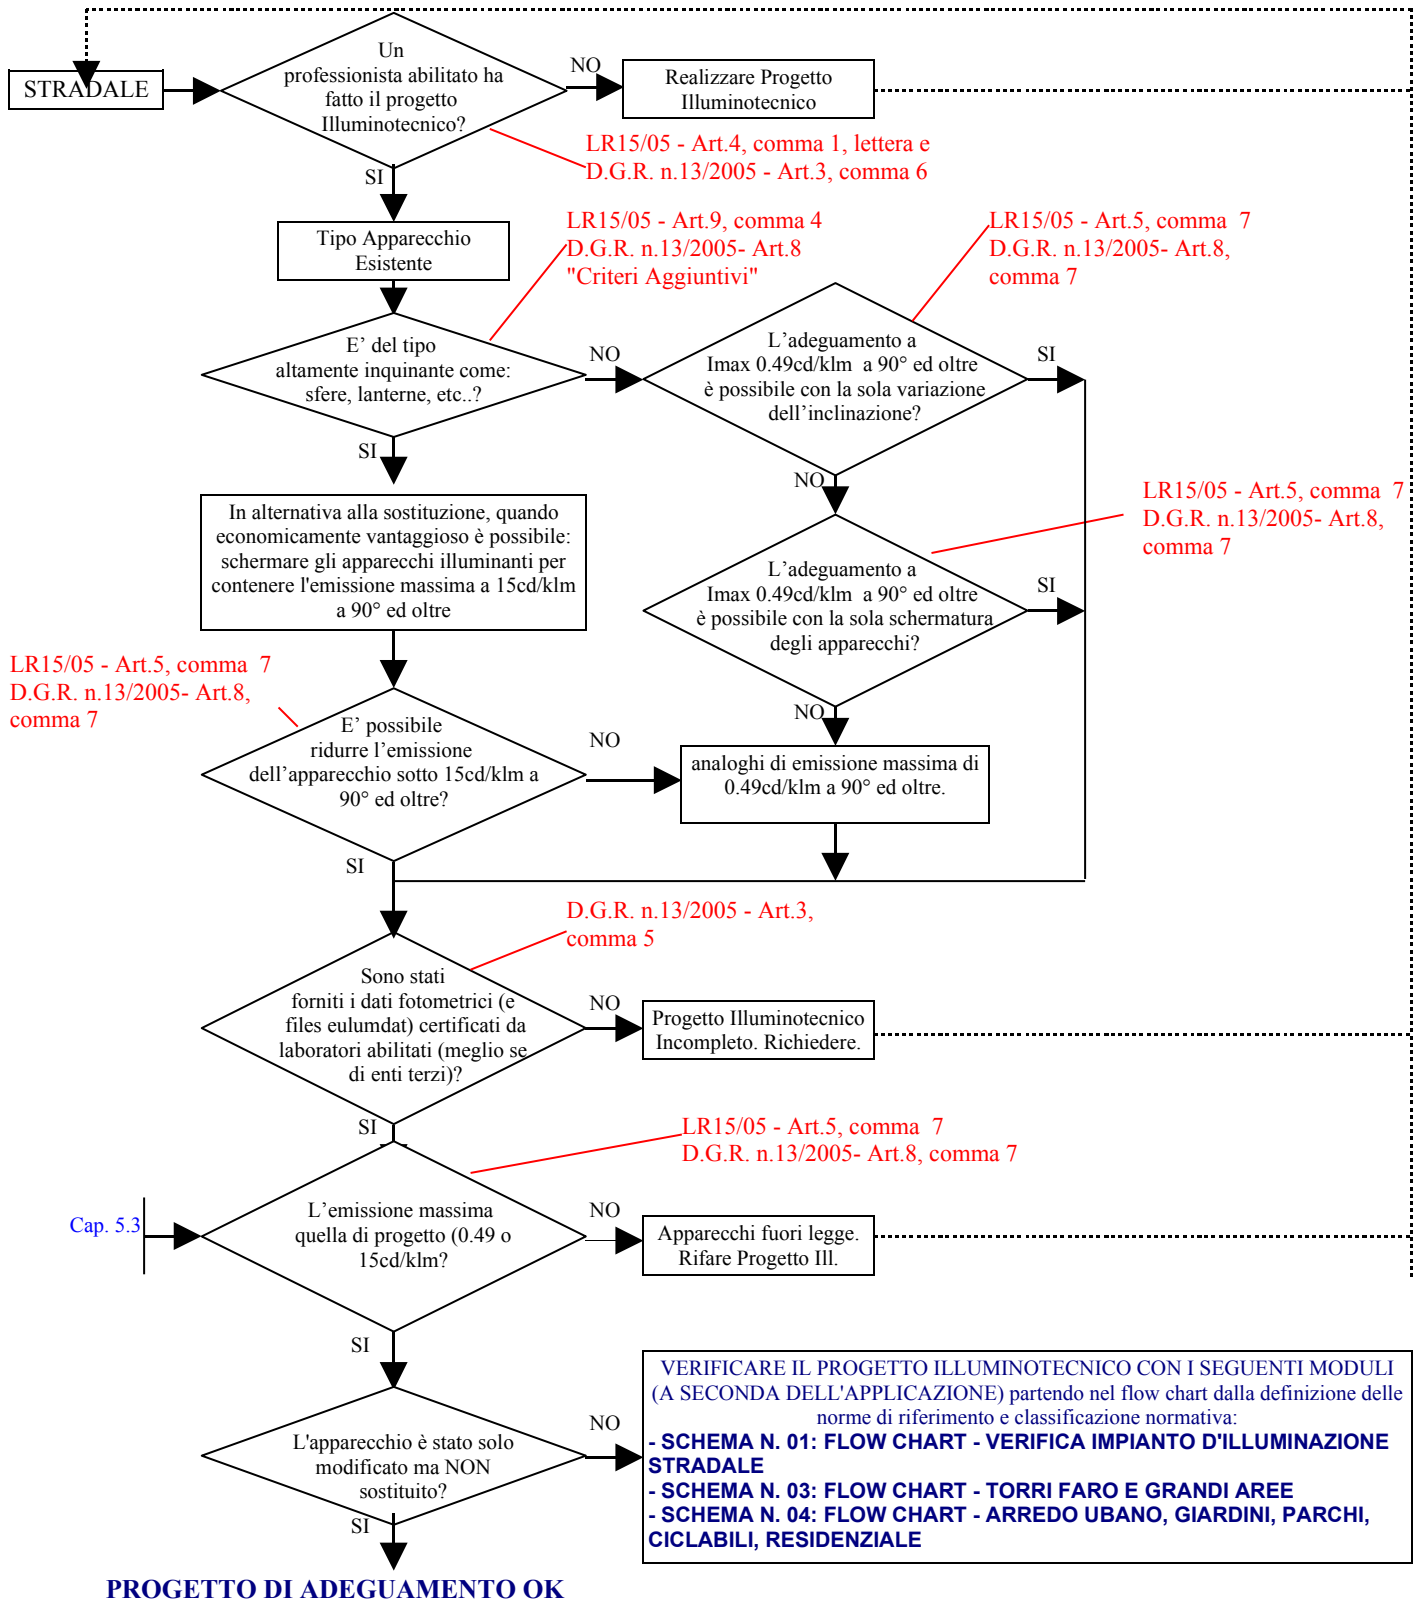 STRADALE
Un
professionista abilitato ha
fatto il progetto
Illuminotecnico?
NO
Realizzare Progetto
Illuminotecnico
LR15/05 - Art.4, comma 1, lettera e
D.G.R. n.13/2005 - Art.3, comma 6
SI
Tipo Apparecchio
Esistente
LR15/05 - Art.9, comma 4
D.G.R. n.13/2005- Art.8
"Criteri Aggiuntivi"
LR15/05 - Art.5, comma 7
D.G.R. n.13/2005- Art.8,
comma 7
E' del tipo
altamente inquinante come:
sfere, lanterne, etc..?
NO
L'adeguamento a
Imax 0.49cd/klm a 90° ed oltre
è possibile con la sola variazione
dell'inclinazione?
SI
SI
NO
In alternativa alla sostituzione, quando
economicamente vantaggioso è possibile:
schermare gli apparecchi illuminanti per
contenere l'emissione massima a 15cd/klm
a 90° ed oltre
LR15/05 - Art.5, comma 7
D.G.R. n.13/2005- Art.8,
comma 7
L'adeguamento a
Imax 0.49cd/klm a 90° ed oltre
è possibile con la sola schermatura
degli apparecchi?
SI
LR15/05 - Art.5, comma 7
D.G.R. n.13/2005- Art.8,
comma 7
NO
E' possibile
ridurre l'emissione
dell'apparecchio sotto 15cd/klm a
90° ed oltre?
NO
analoghi di emissione massima di
0.49cd/klm a 90° ed oltre.
SI
D.G.R. n.13/2005 - Art.3,
comma 5
Sono stati
forniti i dati fotometrici (e
files eulumdat) certificati da
laboratori abilitati (meglio se
di enti terzi)?
NO
Progetto Illuminotecnico
Incompleto. Richiedere.
SI
LR15/05 - Art.5, comma 7
D.G.R. n.13/2005- Art.8, comma 7
Cap. 5.3
L'emissione massima
quella di progetto (0.49 o
15cd/klm?
NO
Apparecchi fuori legge.
Rifare Progetto Ill.
SI
L'apparecchio è stato solo
modificato ma NON
sostituito?
NO
VERIFICARE IL PROGETTO ILLUMINOTECNICO CON I SEGUENTI MODULI
(A SECONDA DELL'APPLICAZIONE) partendo nel flow chart dalla definizione delle
norme di riferimento e classificazione normativa:
- SCHEMA N. 01: FLOW CHART - VERIFICA IMPIANTO D'ILLUMINAZIONE
STRADALE
- SCHEMA N. 03: FLOW CHART - TORRI FARO E GRANDI AREE
- SCHEMA N. 04: FLOW CHART - ARREDO UBANO, GIARDINI, PARCHI,
CICLABILI, RESIDENZIALE
SI
PROGETTO DI ADEGUAMENTO OK